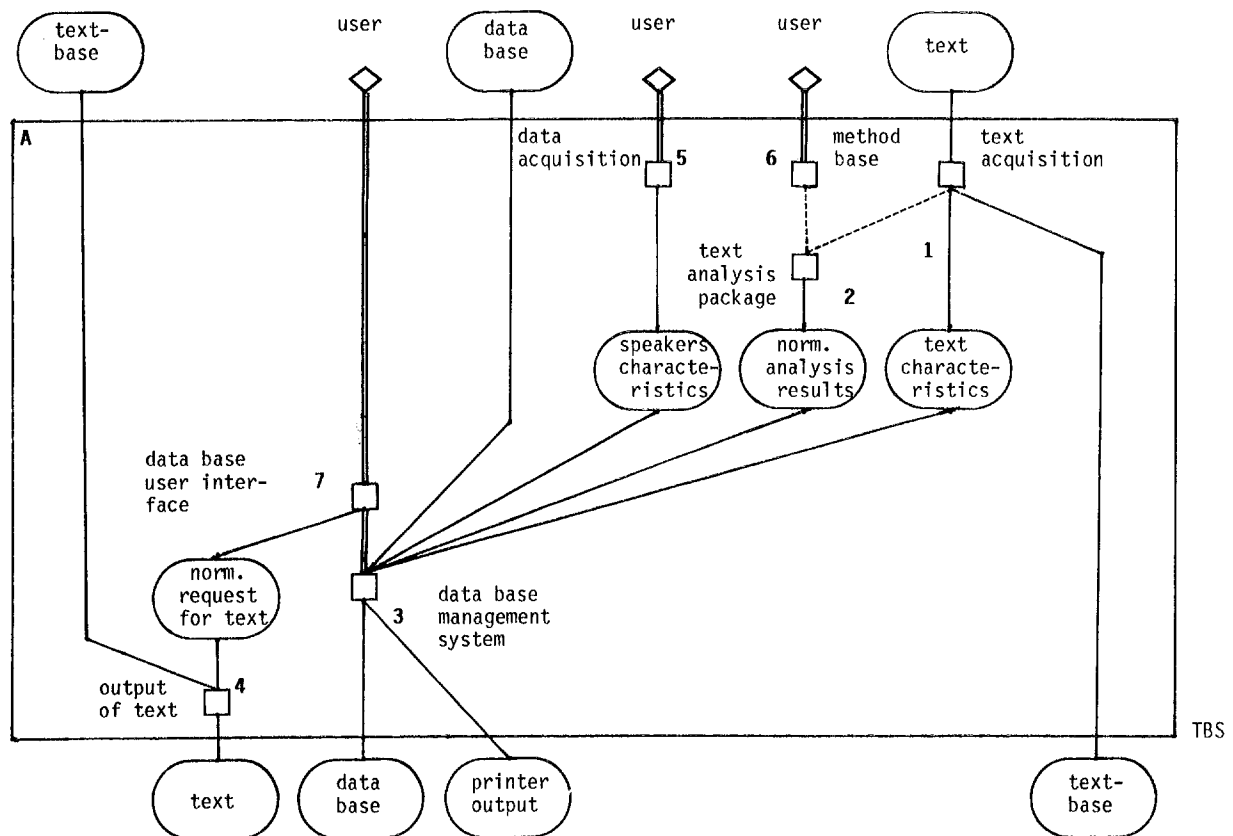 text-
base
user
data
base
user
user
text
A
data
acquisition
5
6
method
base
text
acquisition
text
analysis
package
1
2
speakers
characte-
ristics
norm.
analysis
results
text
characte-
ristics
data base
user inter-
face
7
norm.
request
for text
3
data base
management
system
output
of text
4
TBS
text
data
base
printer
output
text-
base